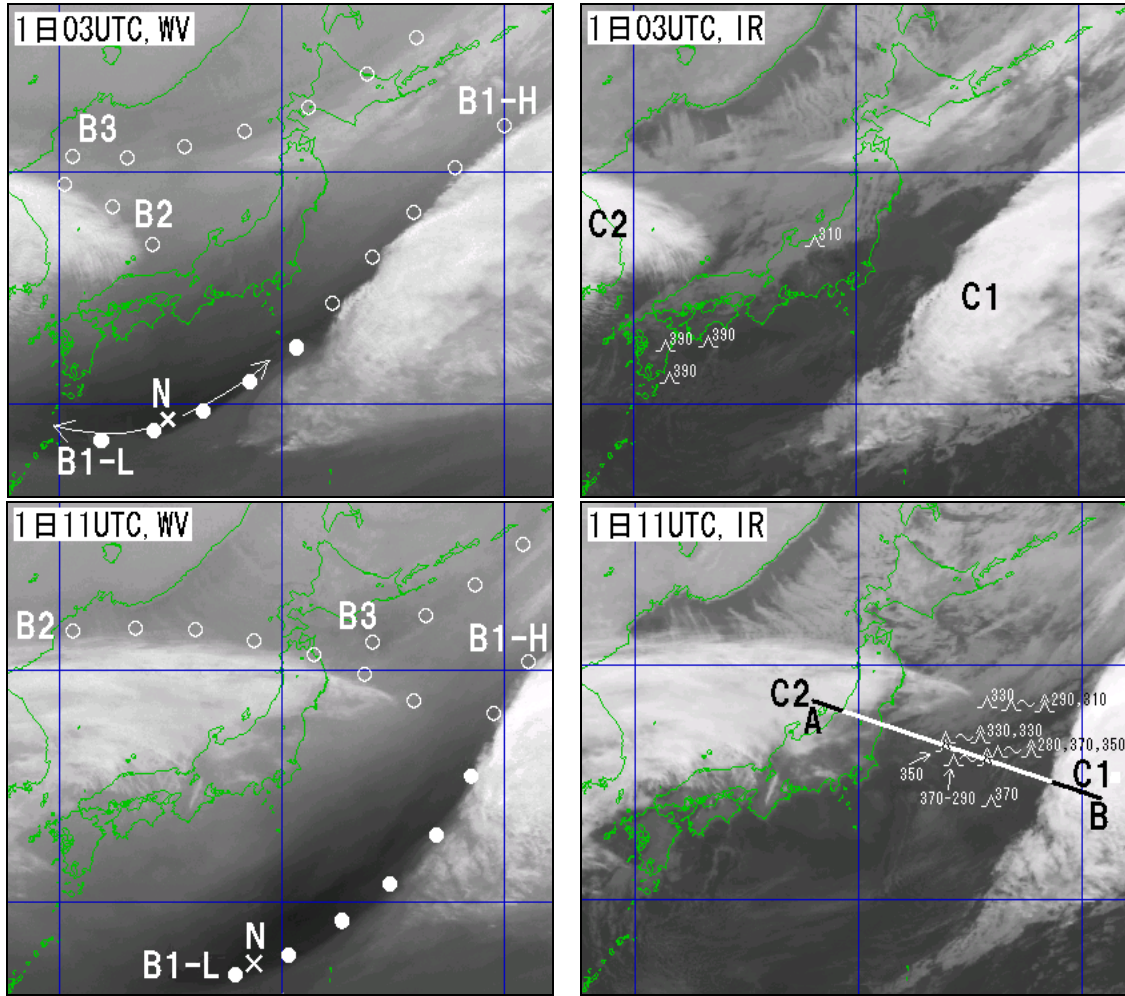 1日03UTC, WV
B1-H
B3
B2
N
B1-L
1日03UTC, IR
C2
310
C1
390
390
390
1日11UTC, WV
B2
B3
B1-H
N
B1-L
1日11UTC, IR
C2
A
330
290,310
330,330
280,370,350
350
370-290
370
C1
B